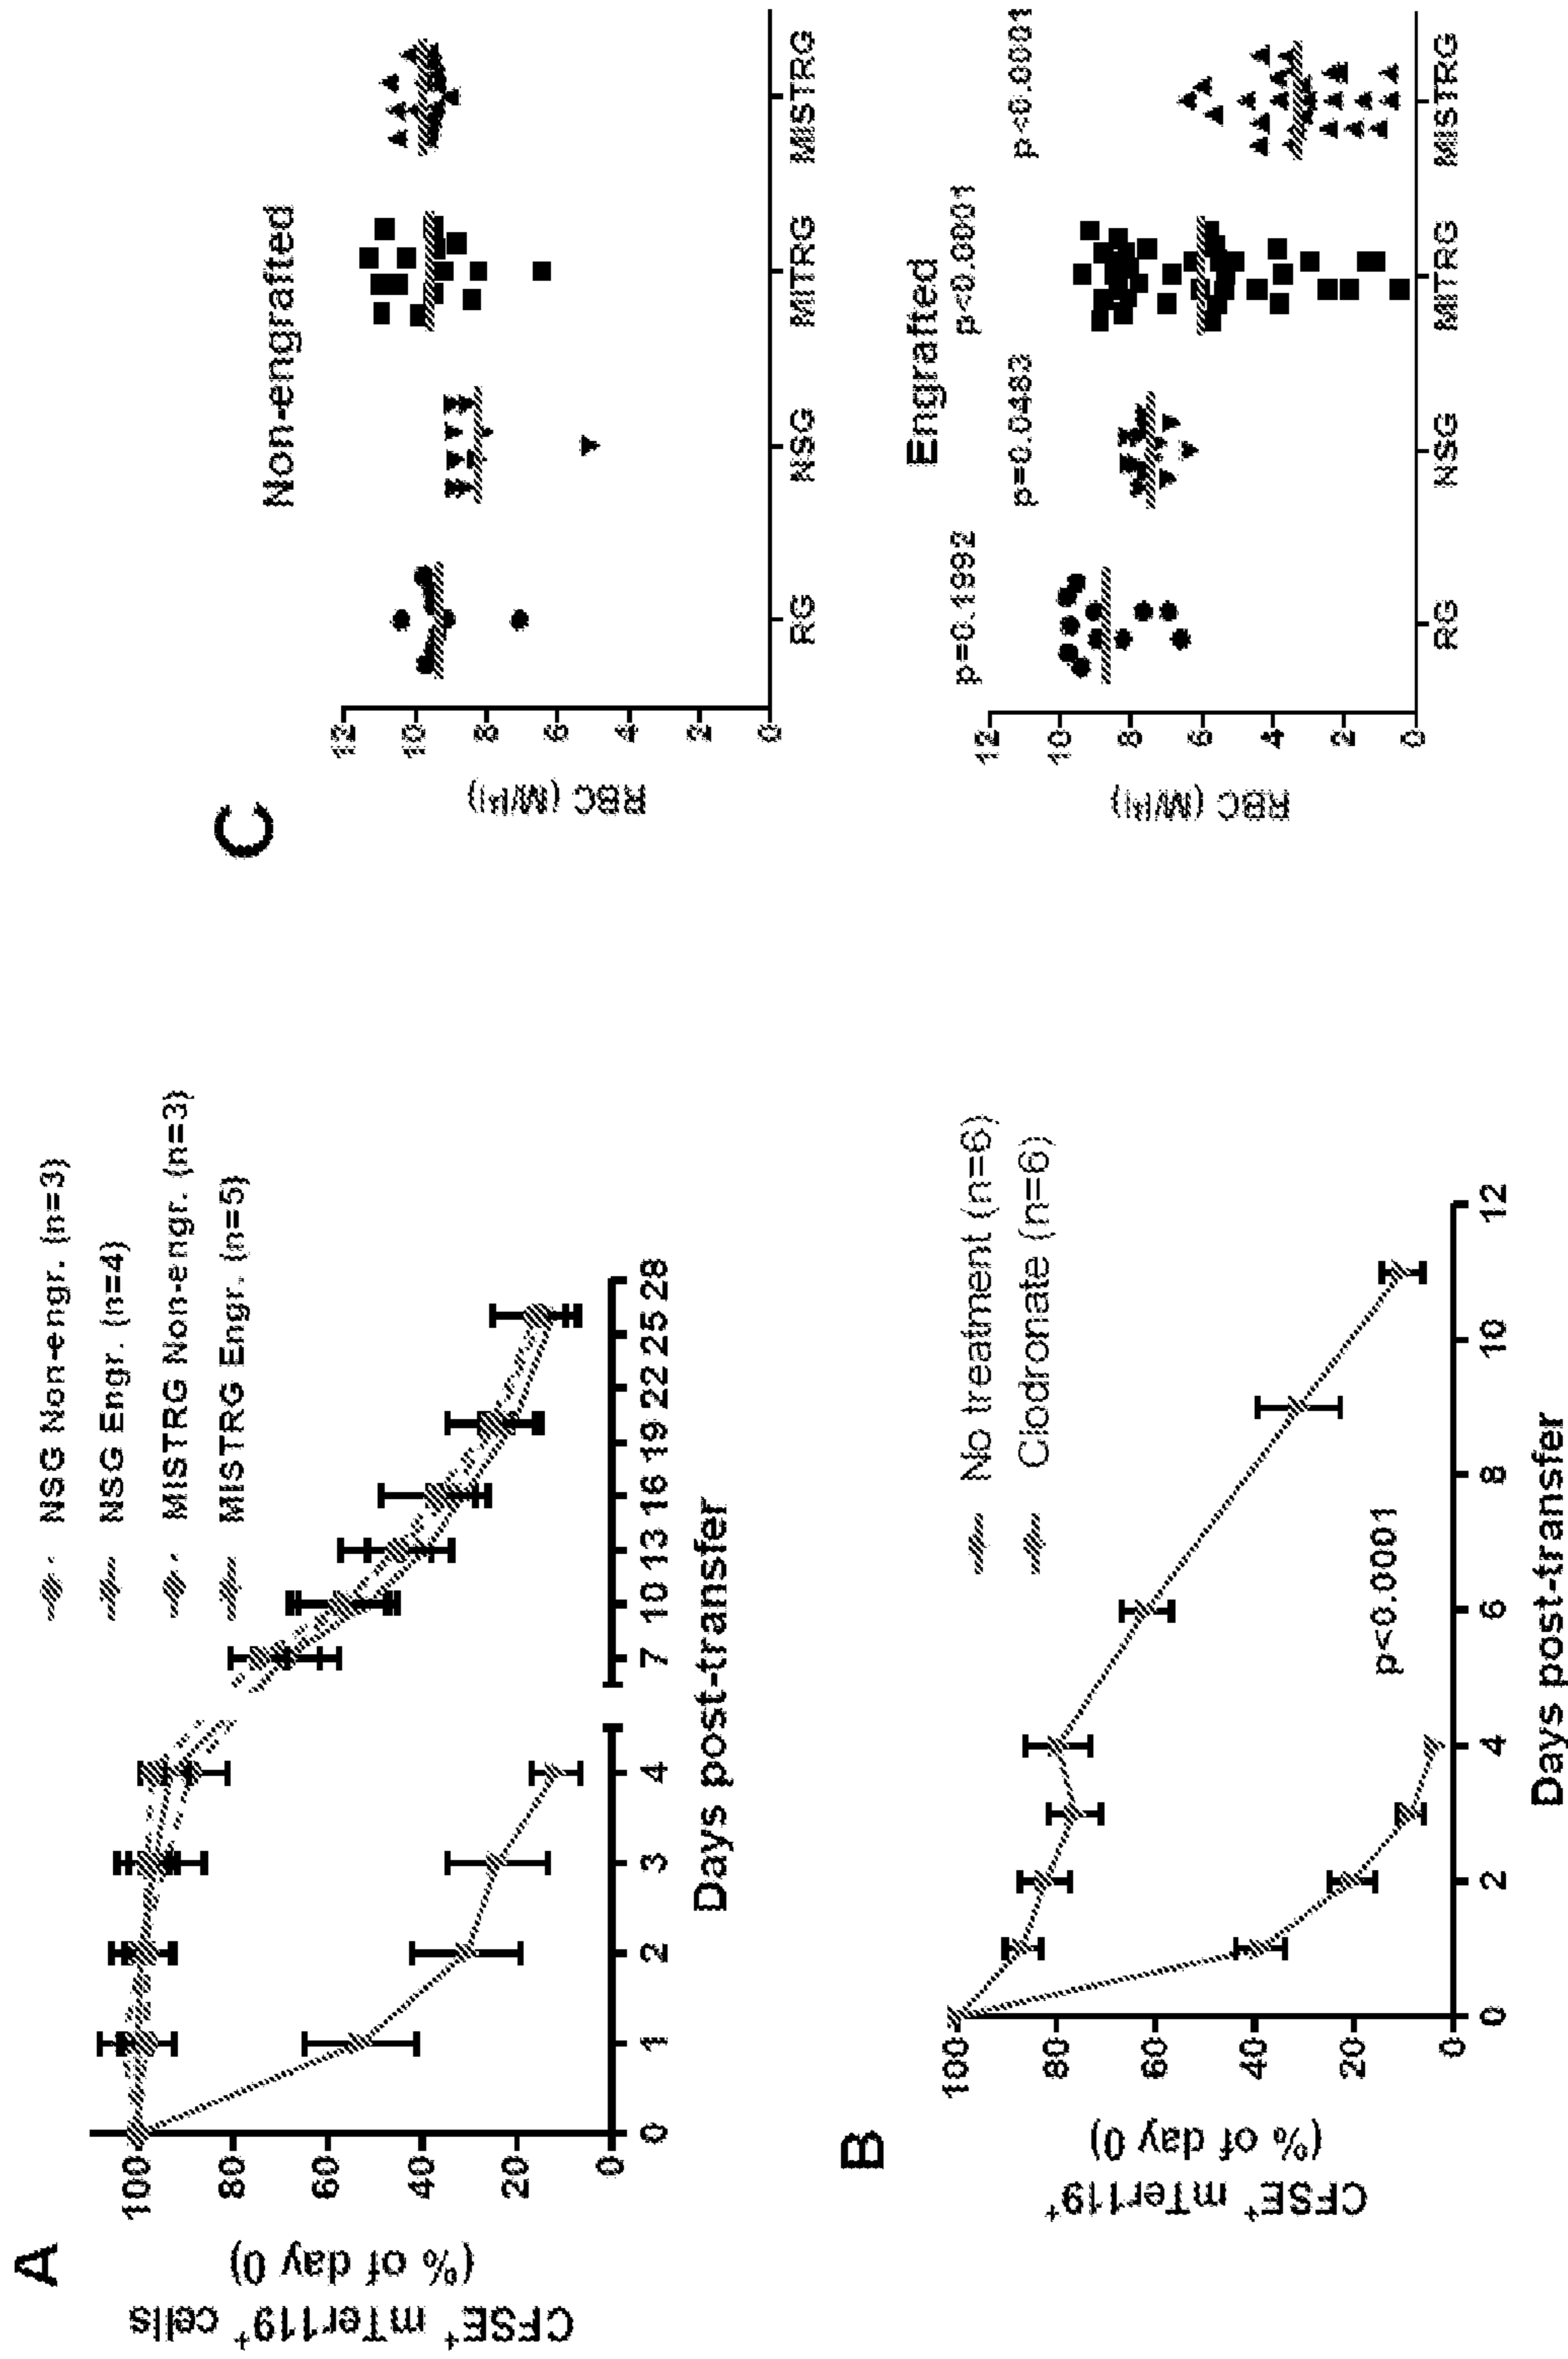 A
CFSE+ mTer119+ cells
(% of day 0)
100
80
60
40
20
0
0 1 2 3 4 7 10 13 16 19 22 25 28
Days post-transfer
NSG Non-engr. (n=3)
NSG Engr. (n=4)
MISTRG Non-engr. (n=3)
MISTRG Engr. (n=5)
B
CFSE+ mTer119+
(% of day 0)
100
80
60
40
20
0
0 2 4 6 8 10 12
Days post-transfer
No treatment (n=6)
Clodronate (n=6)
p<0.0001
C
Non-engrafted
RBC (M/µl)
12
10
8
6
4
2
0
RG NSG MITRG MISTRG
Engrafted
p=0.1992 p=0.0483 p<0.0001 p<0.0001
RBC (M/µl)
12
10
8
6
4
2
0
RG NSG MITRG MISTRG